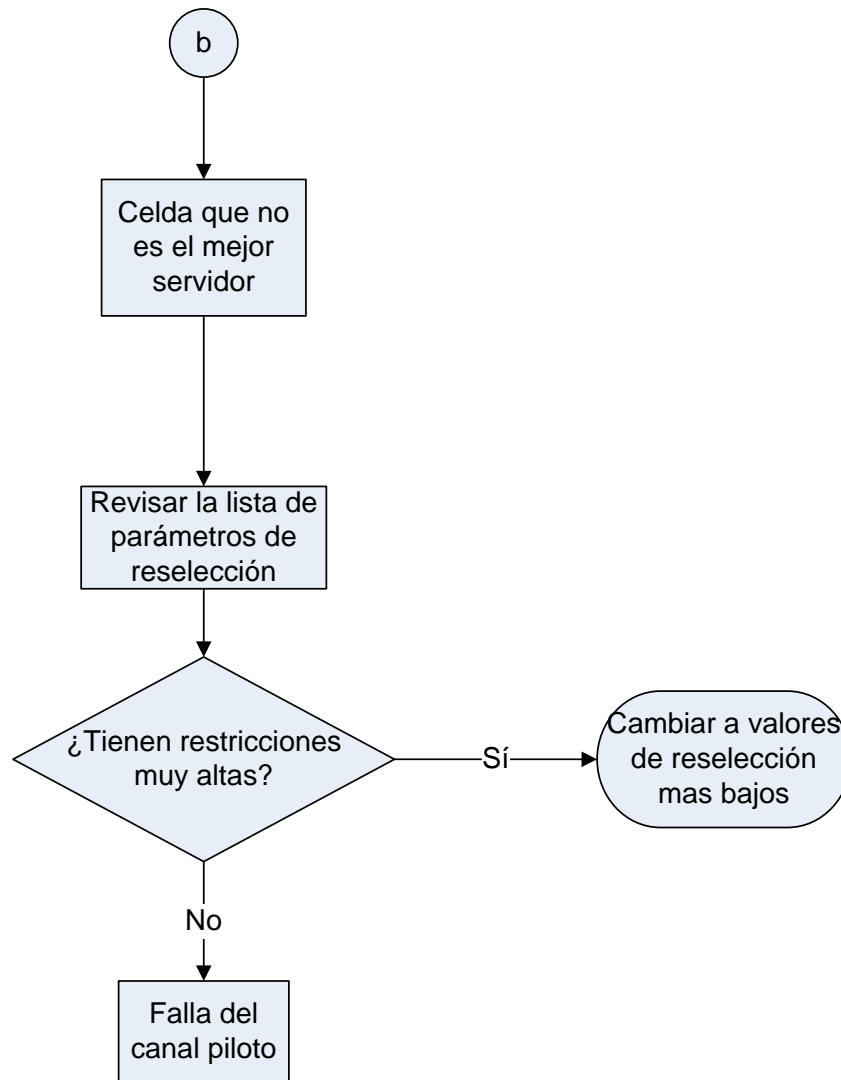 b
Celda que no
es el mejor
servidor
Revisar la lista de
parámetros de
reselección
¿Tienen restricciones
muy altas?
Sí
Cambiar a valores
de reselección
mas bajos
No
Falla del
canal piloto